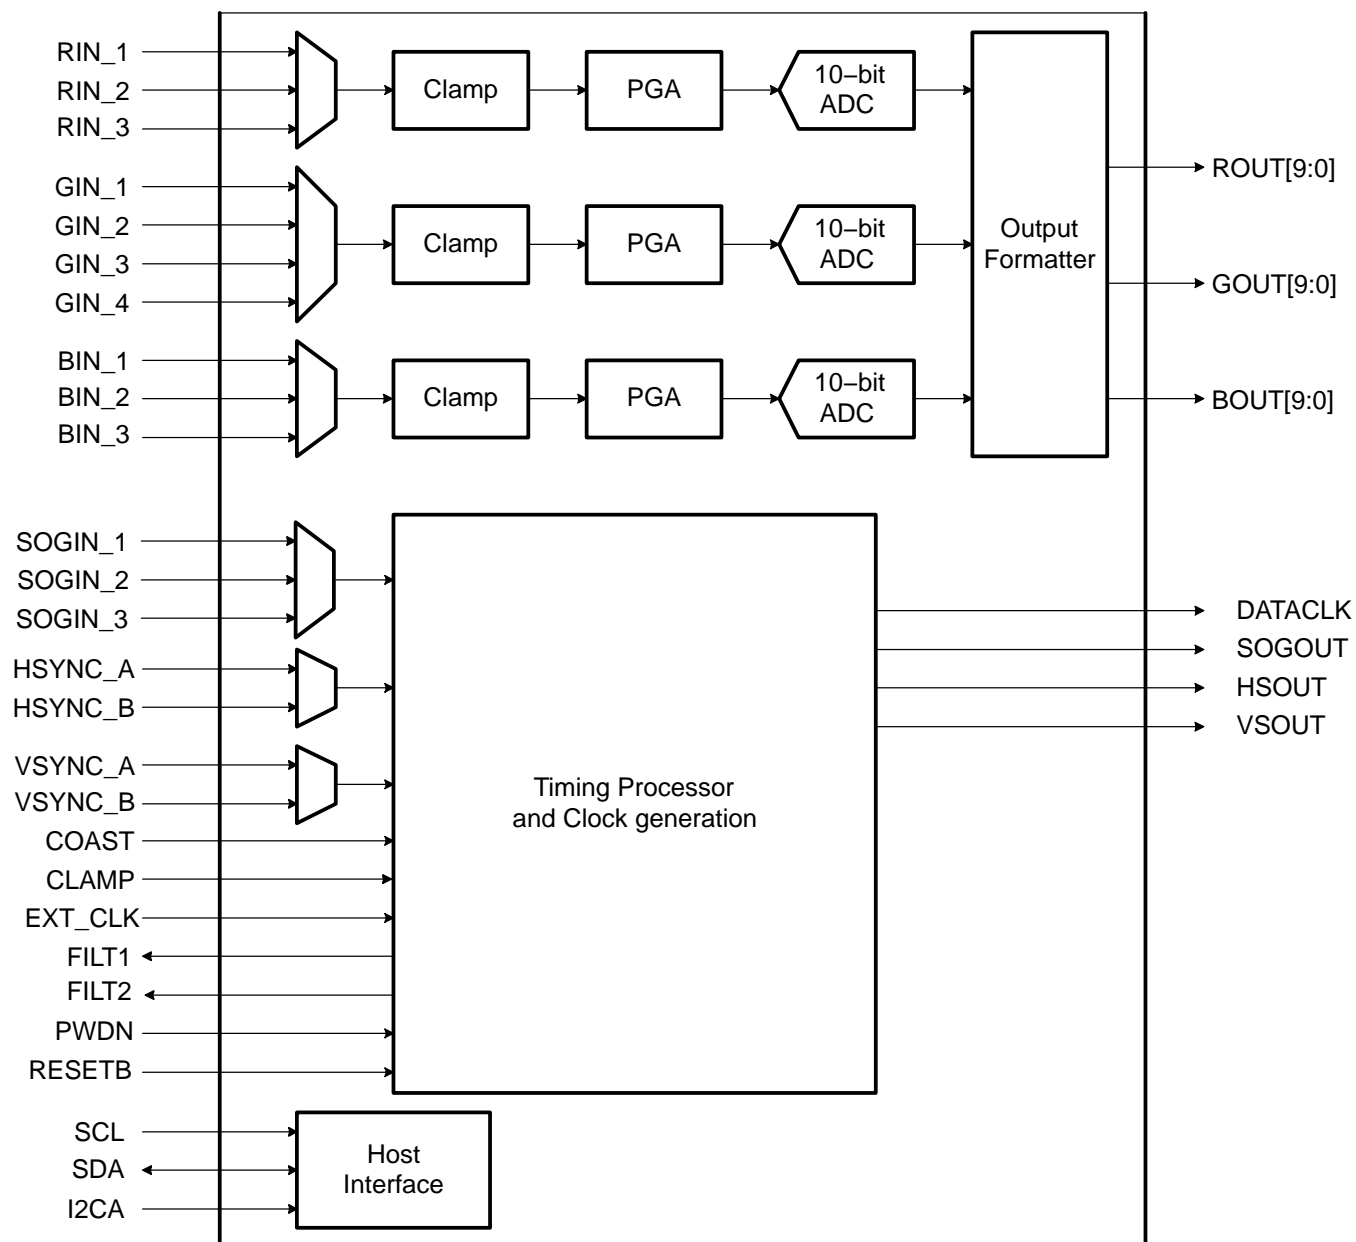 RIN_1
RIN_2
RIN_3
Clamp
PGA
10−bit
ADC
GIN_1
GIN_2
GIN_3
GIN_4
Clamp
PGA
10−bit
ADC
BIN_1
BIN_2
BIN_3
Clamp
PGA
10−bit
ADC
Output
Formatter
ROUT[9:0]
GOUT[9:0]
BOUT[9:0]
SOGIN_1
SOGIN_2
SOGIN_3
HSYNC_A
HSYNC_B
VSYNC_A
VSYNC_B
COAST
CLAMP
EXT_CLK
FILT1
FILT2
PWDN
RESETB
Timing Processor
and Clock generation
DATACLK
SOGOUT
HSOUT
VSOUT
SCL
SDA
I2CA
Host
Interface